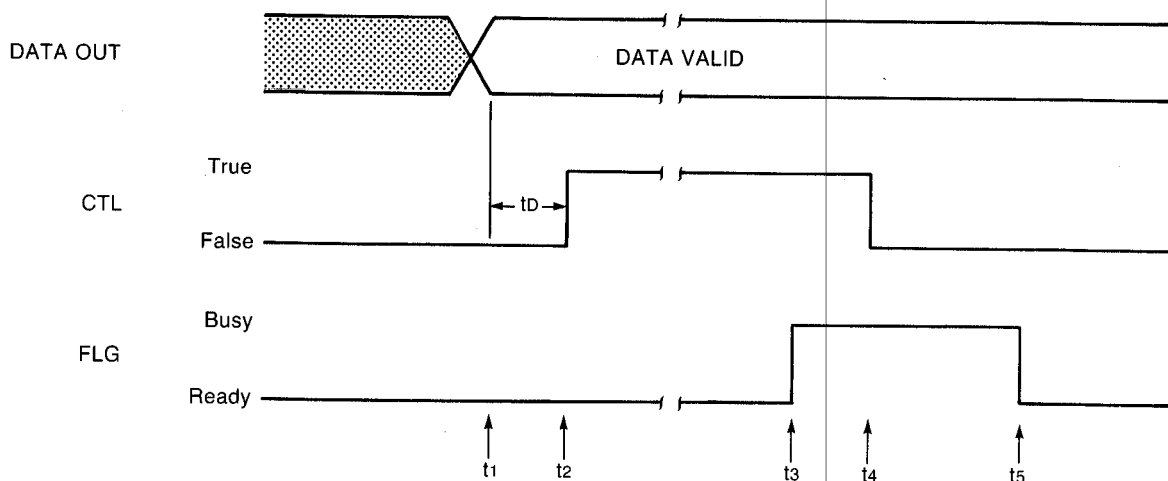 DATA OUT
DATA VALID
True
CTL
tD
False
Busy
FLG
Ready
t1 t2 t3 t4 t5